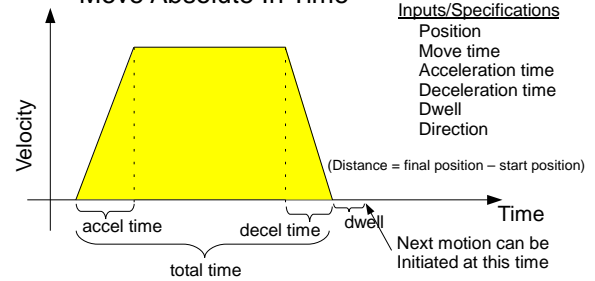 Move Absolute In Time
Inputs/Specifications
Position
Move time
Acceleration time
Deceleration time
Dwell
Direction
Velocity
(Distance = final position – start position)
accel time
decel time
dwell
Time
total time
Next motion can be
Initiated at this time